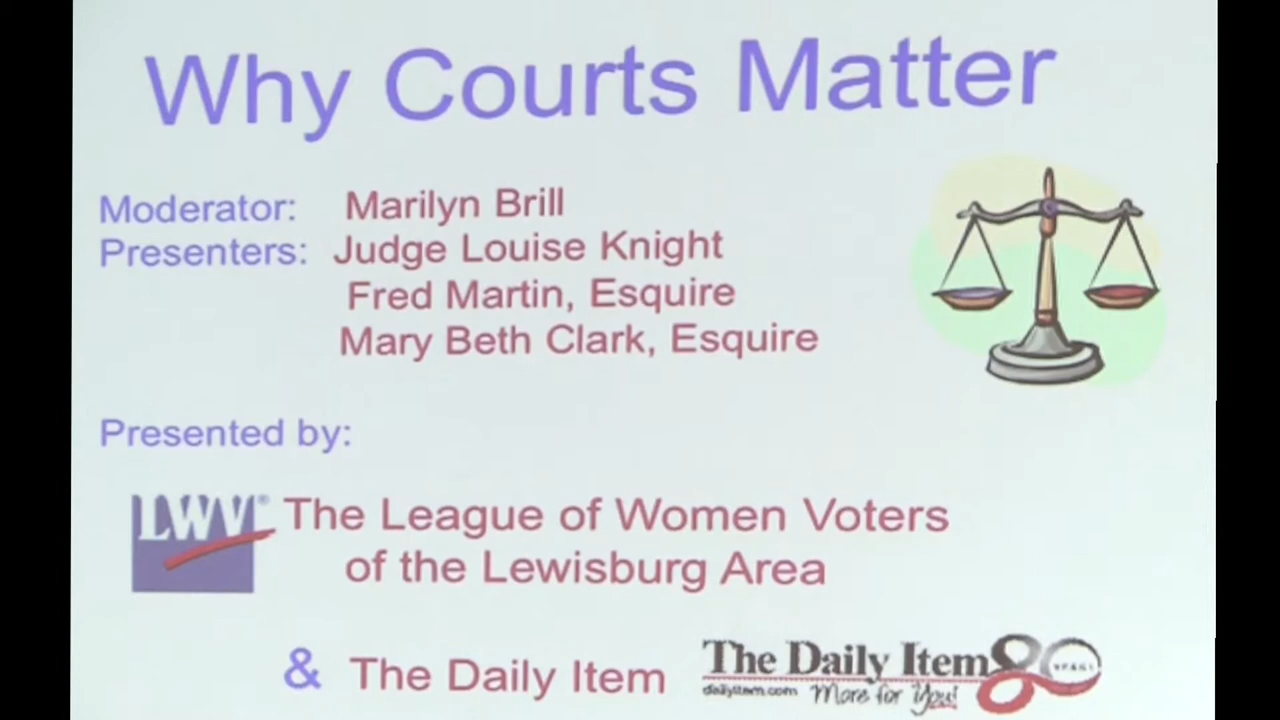 Why Courts Matter
Moderator: Marilyn Brill
Presenters: Judge Louise Knight
Fred Martin, Esquire
Mary Beth Clark, Esquire
Presented by:
LWV® The League of Women Voters
of the Lewisburg Area
& The Daily Item
The Daily Item 80 YEARS
dailyitem.com More for You!